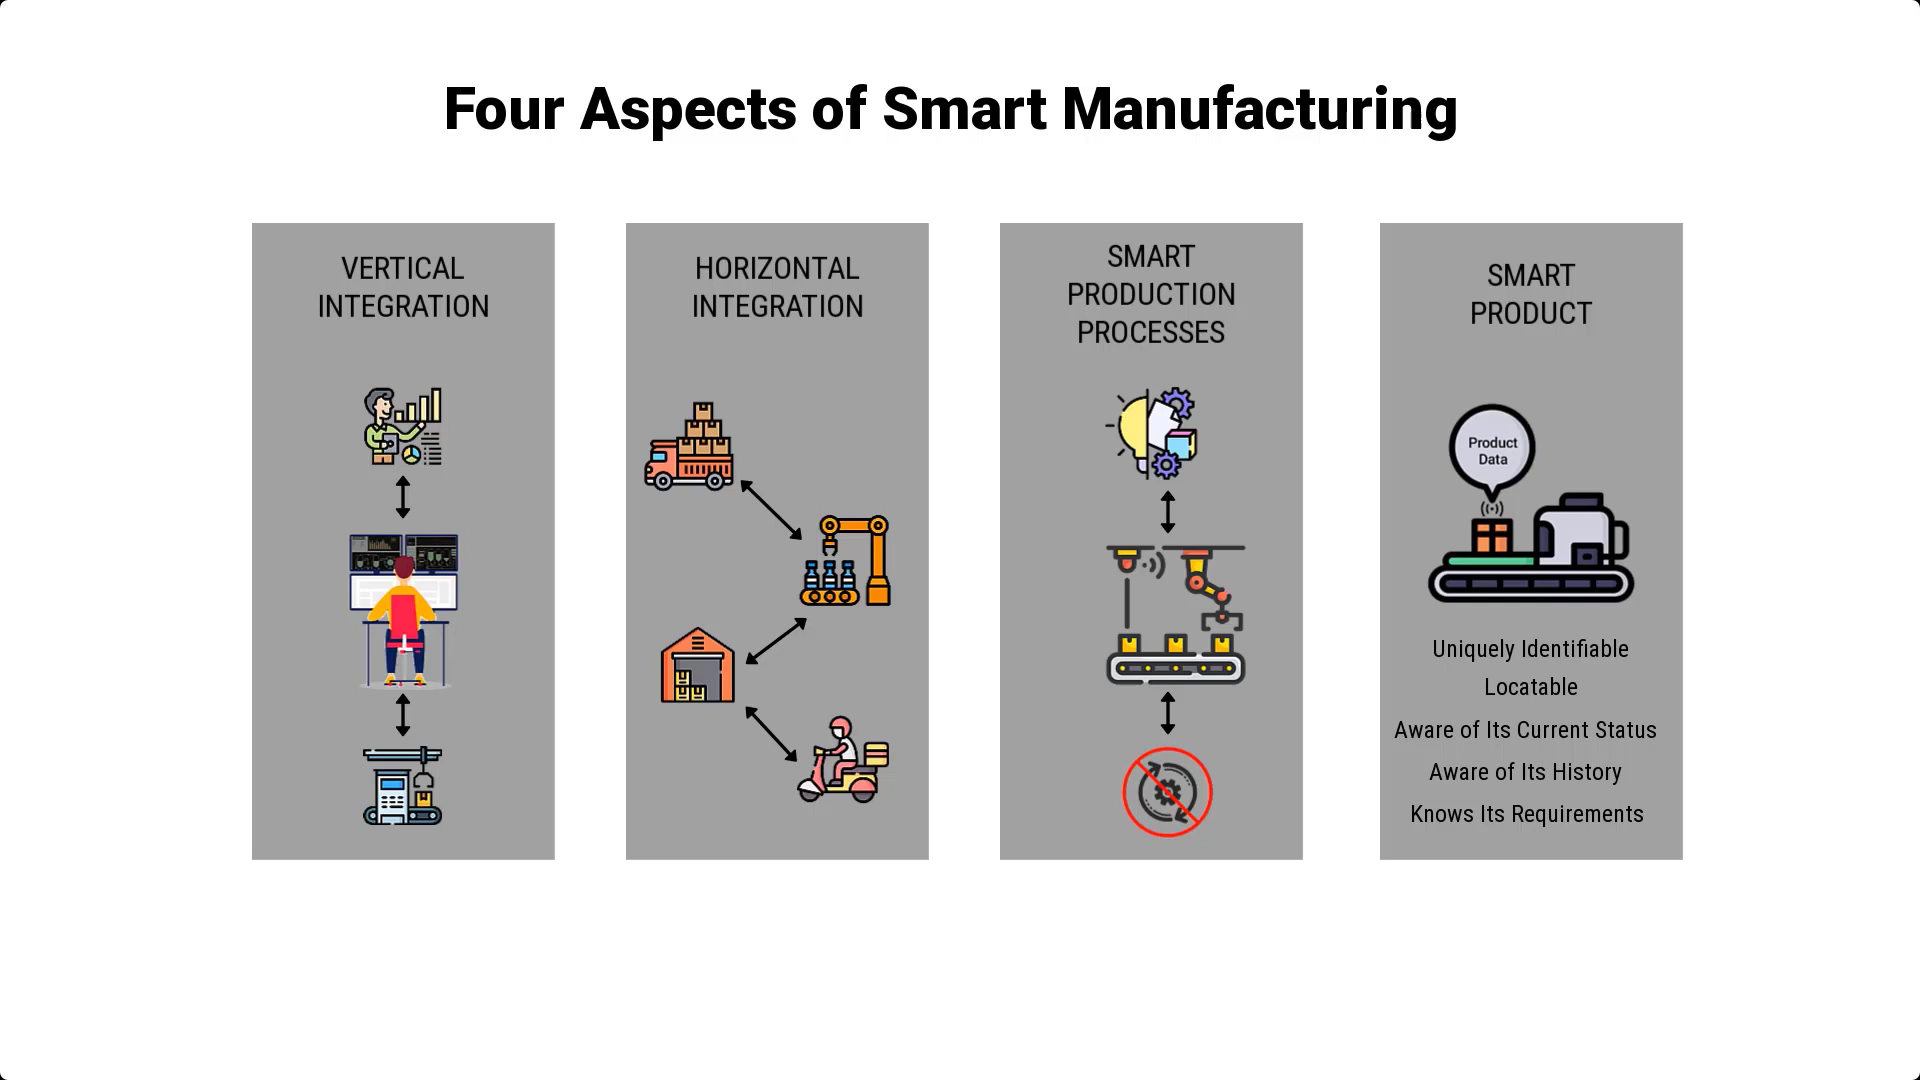 Four Aspects of Smart Manufacturing
VERTICAL
INTEGRATION
HORIZONTAL
INTEGRATION
SMART
PRODUCTION
PROCESSES
SMART
PRODUCT
Product
Data
Uniquely Identifiable
Locatable
Aware of Its Current Status
Aware of Its History
Knows Its Requirements